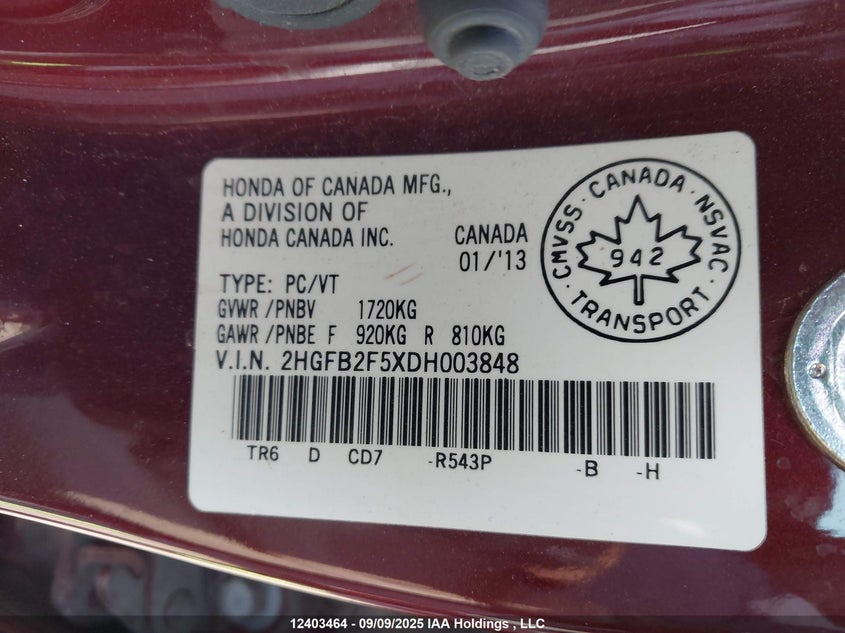 HONDA OF CANADA MFG.,
A DIVISION OF
HONDA CANADA INC.
CANADA
01/'13
TYPE: PC/VT
GVWR /PNBV 1720KG
GAWR /PNBE F 920KG R 810KG
V.I.N. 2HGFB2F5XDH003848
TR6 D CD7 -R543P -B -H
CMVSS · CANADA · NSVAC
942
· TRANSPORT ·
12403464 - 09/09/2025 IAA Holdings , LLC